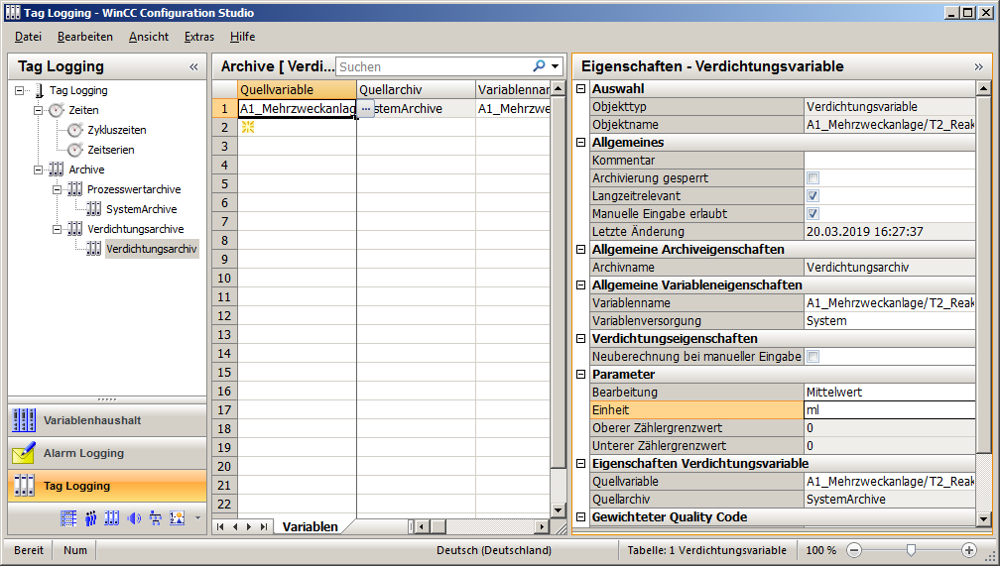 Tag Logging - WinCC Configuration Studio
Datei Bearbeiten Ansicht Extras Hilfe
Tag Logging «
Tag Logging
Zeiten
Zykluszeiten
Zeitserien
Archive
Prozesswertarchive
SystemArchive
Verdichtungsarchive
Verdichtungsarchiv
Variablenhaushalt
Alarm Logging
Tag Logging
Archive [ Verdi... Suchen
Quellvariable Quellarchiv Variablennar
1 A1_Mehrzweckanlag ... stemArchive A1_Mehrzwe
2
3
4
5
6
7
8
9
10
11
12
13
14
15
16
17
18
19
20
21
22
Variablen
Eigenschaften - Verdichtungsvariable »
Auswahl
Objekttyp Verdichtungsvariable
Objektname A1_Mehrzweckanlage/T2_Reak
Allgemeines
Kommentar
Archivierung gesperrt
Langzeitrelevant
Manuelle Eingabe erlaubt
Letzte Änderung 20.03.2019 16:27:37
Allgemeine Archiveigenschaften
Archivname Verdichtungsarchiv
Allgemeine Variableneigenschaften
Variablenname A1_Mehrzweckanlage/T2_Reak
Variablenversorgung System
Verdichtungseigenschaften
Neuberechnung bei manueller Eingabe
Parameter
Bearbeitung Mittelwert
Einheit ml
Oberer Zählergrenzwert 0
Unterer Zählergrenzwert 0
Eigenschaften Verdichtungsvariable
Quellvariable A1_Mehrzweckanlage/T2_Reak
Quellarchiv SystemArchive
Gewichteter Quality Code
Bereit Num Deutsch (Deutschland) Tabelle: 1 Verdichtungsvariable 100 %